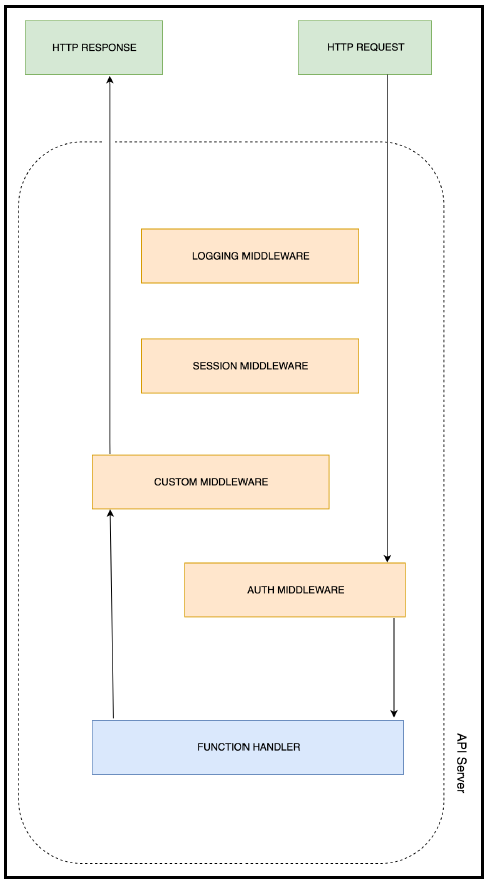 HTTP RESPONSE
HTTP REQUEST
LOGGING MIDDLEWARE
SESSION MIDDLEWARE
CUSTOM MIDDLEWARE
AUTH MIDDLEWARE
FUNCTION HANDLER
API Server